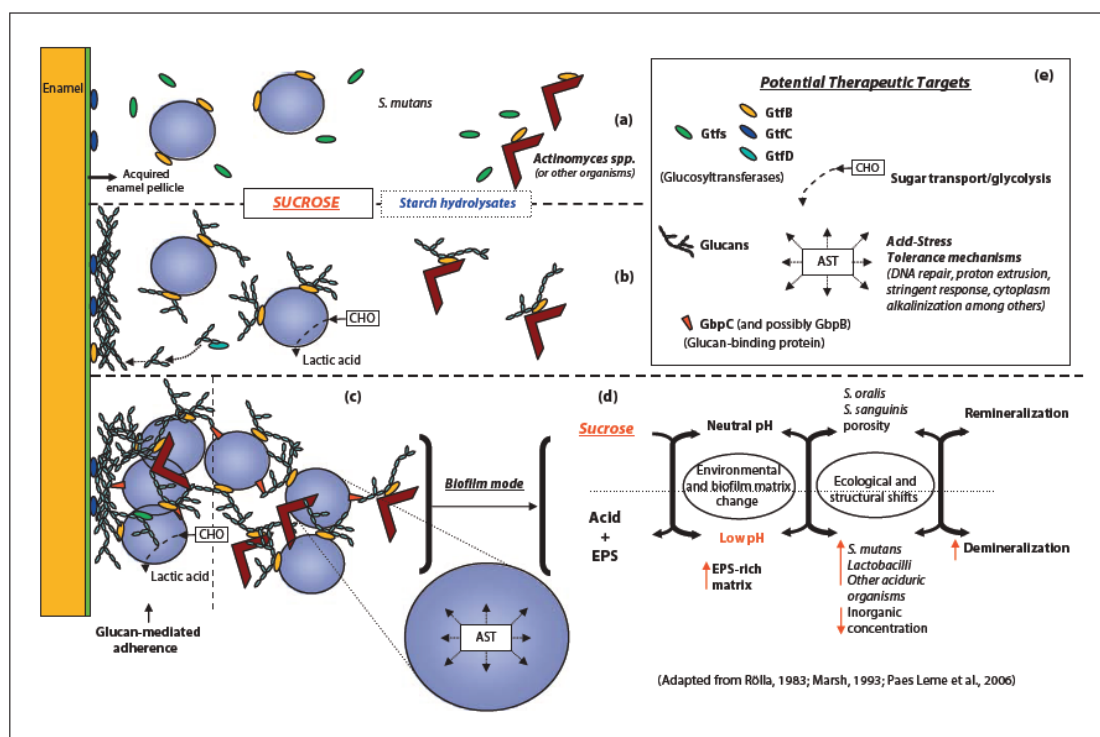 Enamel
S. mutans
(a)
Actinomyces spp.
(or other organisms)
Acquired
enamel pellicle
SUCROSE
Starch hydrolysates
(b)
CHO
Lactic acid
(c)
CHO
Lactic acid
Glucan-mediated
adherence
Biofilm mode
AST
(e)
Potential Therapeutic Targets
Gtfs
GtfB
GtfC
GtfD
(Glucosyltransferases)
CHO
Sugar transport/glycolysis
Glucans
AST
Acid-Stress
Tolerance mechanisms
(DNA repair, proton extrusion,
stringent response, cytoplasm
alkalinization among others)
GbpC (and possibly GbpB)
(Glucan-binding protein)
(d)
Sucrose
Acid
+
EPS
Neutral pH
Environmental
and biofilm matrix
change
Low pH
EPS-rich
matrix
S. oralis
S. sanguinis
porosity
Ecological and
structural shifts
S. mutans
Lactobacilli
Other aciduric
organisms
Inorganic
concentration
Remineralization
Demineralization
(Adapted from Rölla, 1983; Marsh, 1993; Paes Leme et al., 2006)